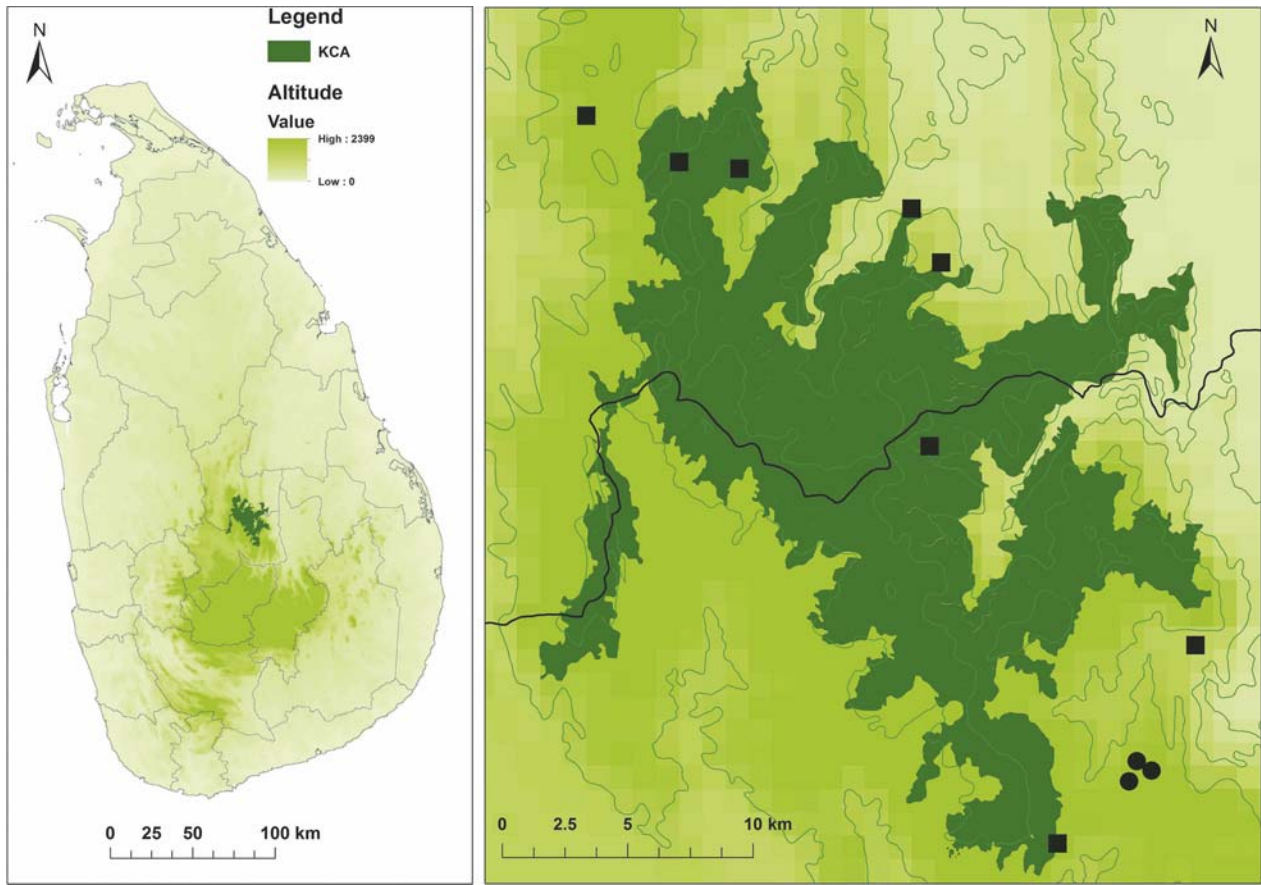 N
Legend
KCA
Altitude
Value
High : 2399
Low : 0
0 25 50 100 km
N
0 2.5 5 10 km